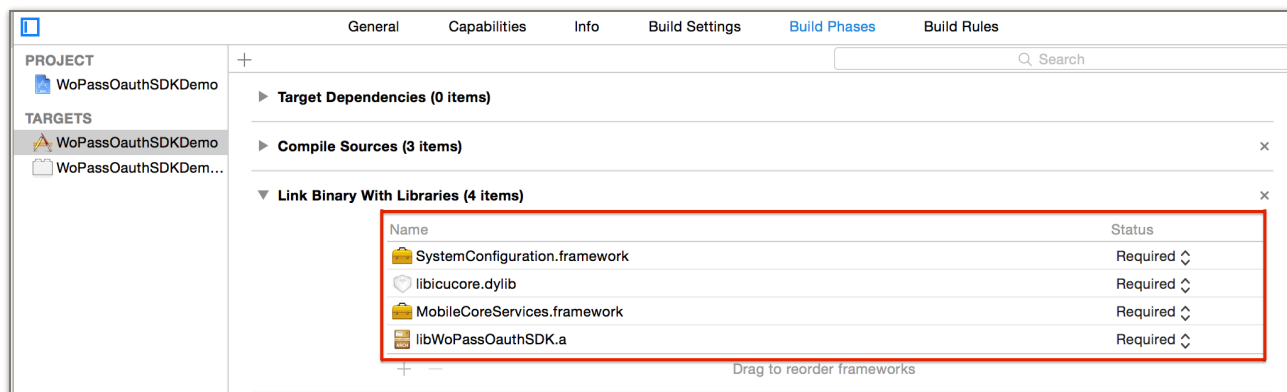 General Capabilities Info Build Settings Build Phases Build Rules
PROJECT
Search
WoPassOauthSDKDemo
Target Dependencies (0 items)
TARGETS
WoPassOauthSDKDemo
Compile Sources (3 items)
WoPassOauthSDKDem...
Link Binary With Libraries (4 items)
Name Status
SystemConfiguration.framework Required
libicucore.dylib Required
MobileCoreServices.framework Required
libWoPassOauthSDK.a Required
Drag to reorder frameworks